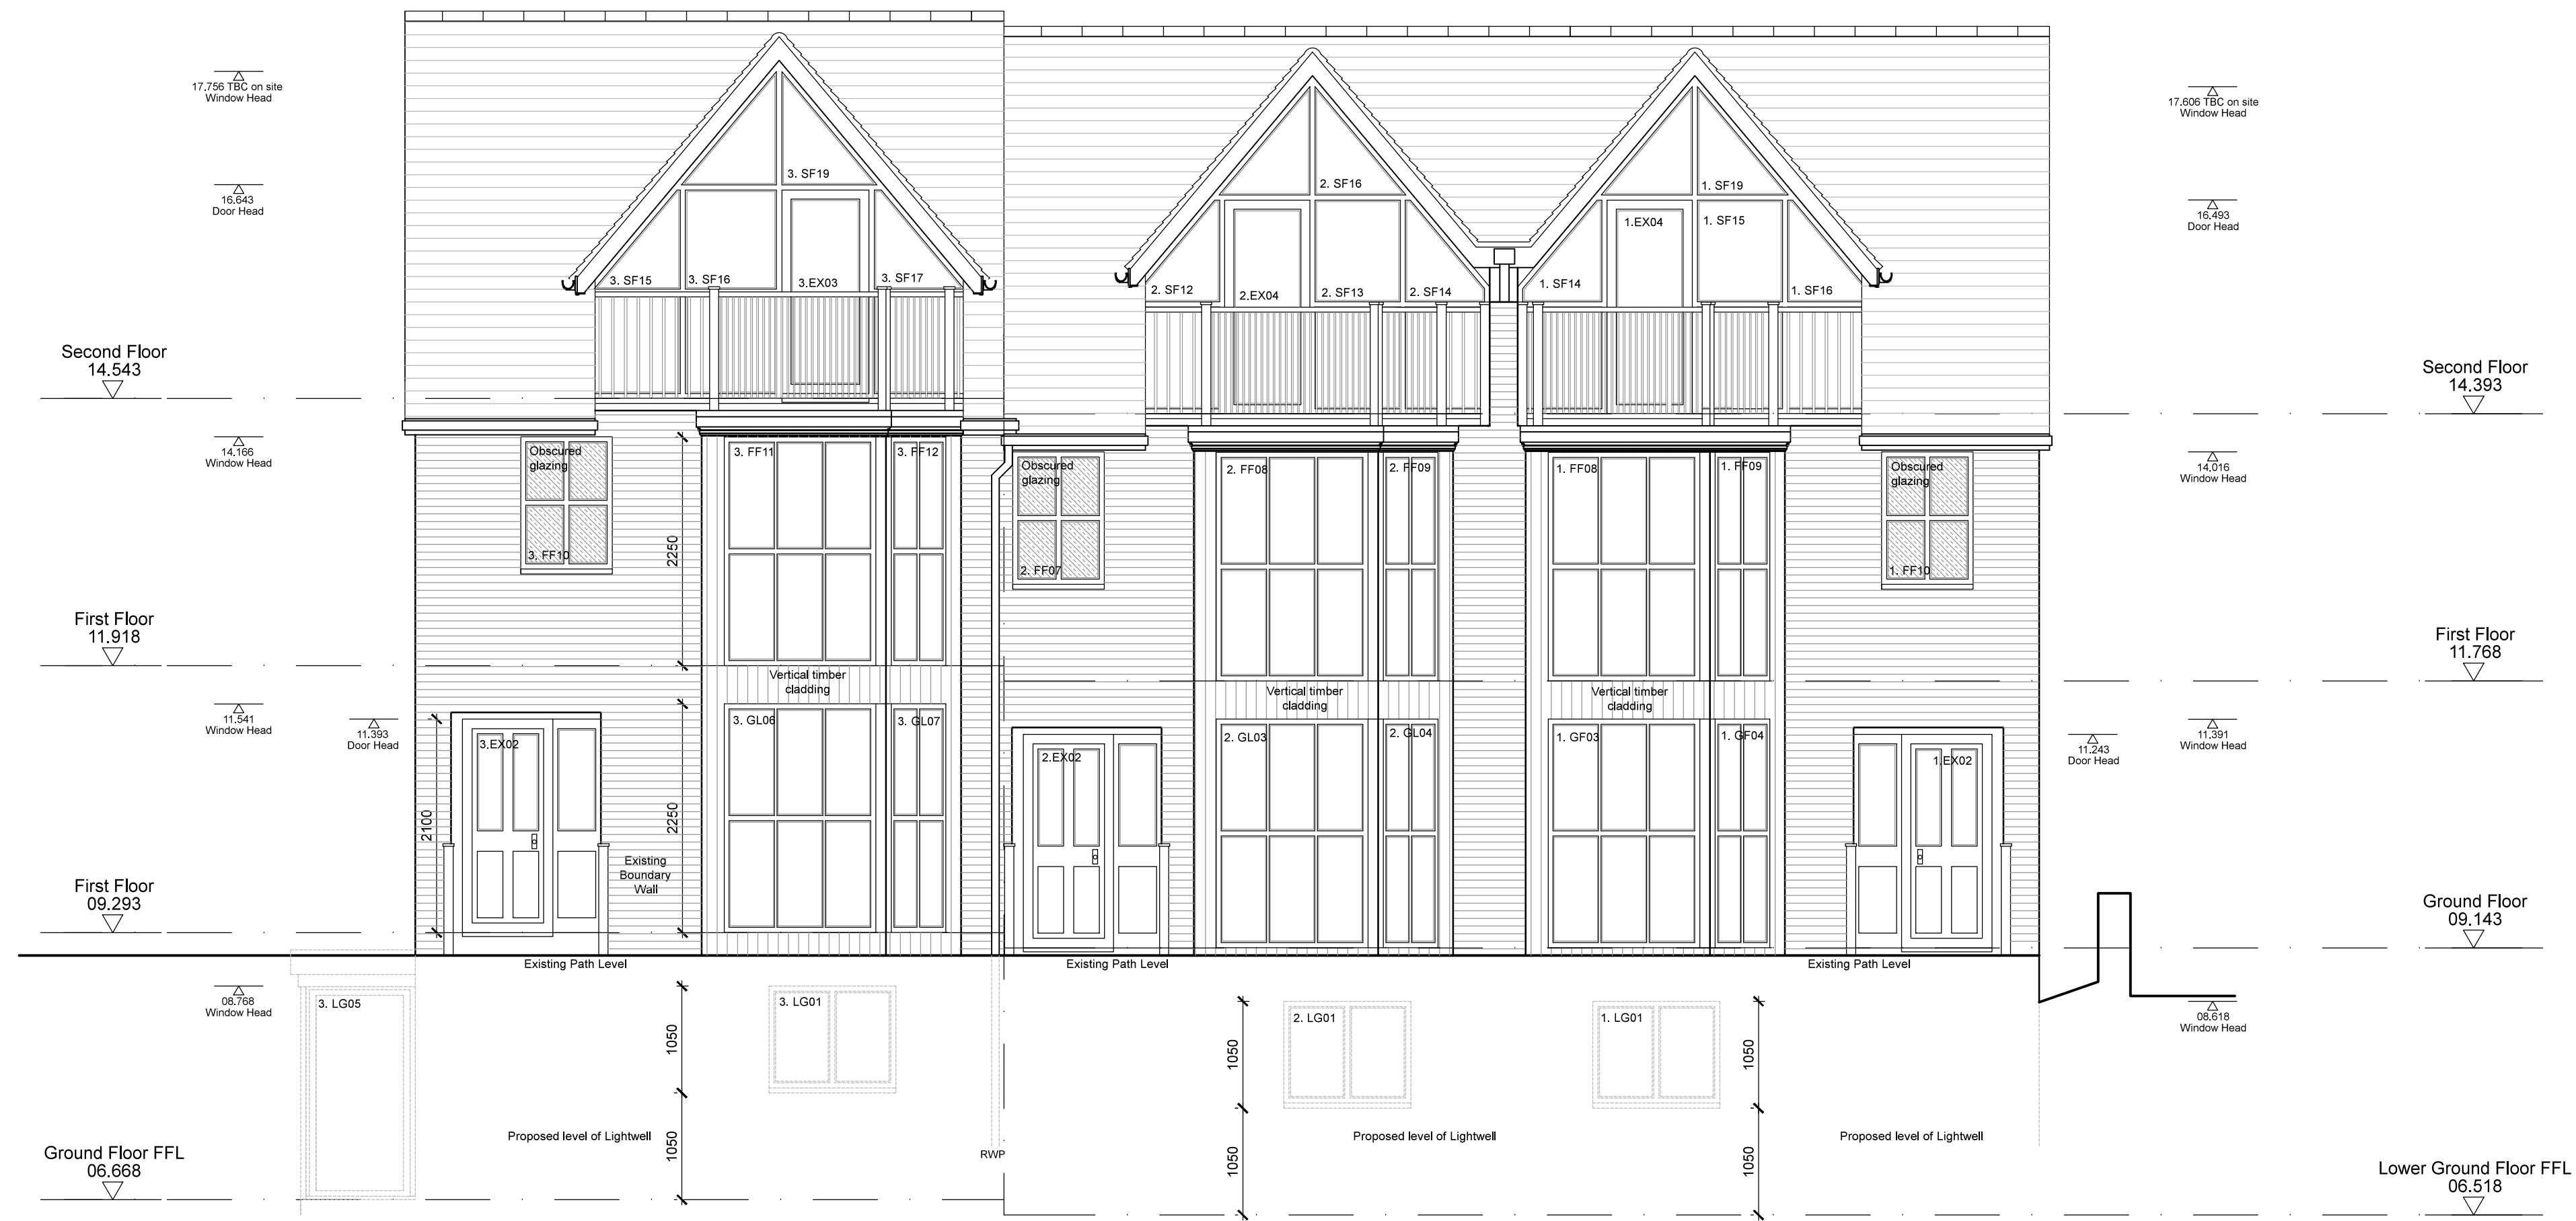 17.756 TBC on site
Window Head
17.606 TBC on site
Window Head
3. SF19
2. SF16
1. SF19
16.643
Door Head
16.493
Door Head
1.EX04
1. SF15
3. SF15
3. SF16
3.EX03
3. SF17
2. SF12
2.EX04
2. SF13
2. SF14
1. SF14
1. SF16
Second Floor
14.543
Second Floor
14.393
14.166
Window Head
Obscured
glazing
3. FF11
3. FF12
Obscured
glazing
2. FF08
2. FF09
1. FF08
1. FF09
Obscured
glazing
14.016
Window Head
3. FF10
2250
2. FF07
1. FF10
First Floor
11.918
First Floor
11.768
Vertical timber
cladding
Vertical timber
cladding
Vertical timber
cladding
11.541
Window Head
11.393
Door Head
3. GL06
3. GL07
2. GL03
2. GL04
1. GF03
1. GF04
11.243
Door Head
11.391
Window Head
3.EX02
2.EX02
1.EX02
2100
2250
Existing
Boundary
Wall
First Floor
09.293
Ground Floor
09.143
Existing Path Level
Existing Path Level
Existing Path Level
08.768
Window Head
3. LG05
3. LG01
2. LG01
1. LG01
08.618
Window Head
1050
1050
1050
Proposed level of Lightwell
Proposed level of Lightwell
Proposed level of Lightwell
1050
1050
1050
RWP
Ground Floor FFL
06.668
Lower Ground Floor FFL
06.518